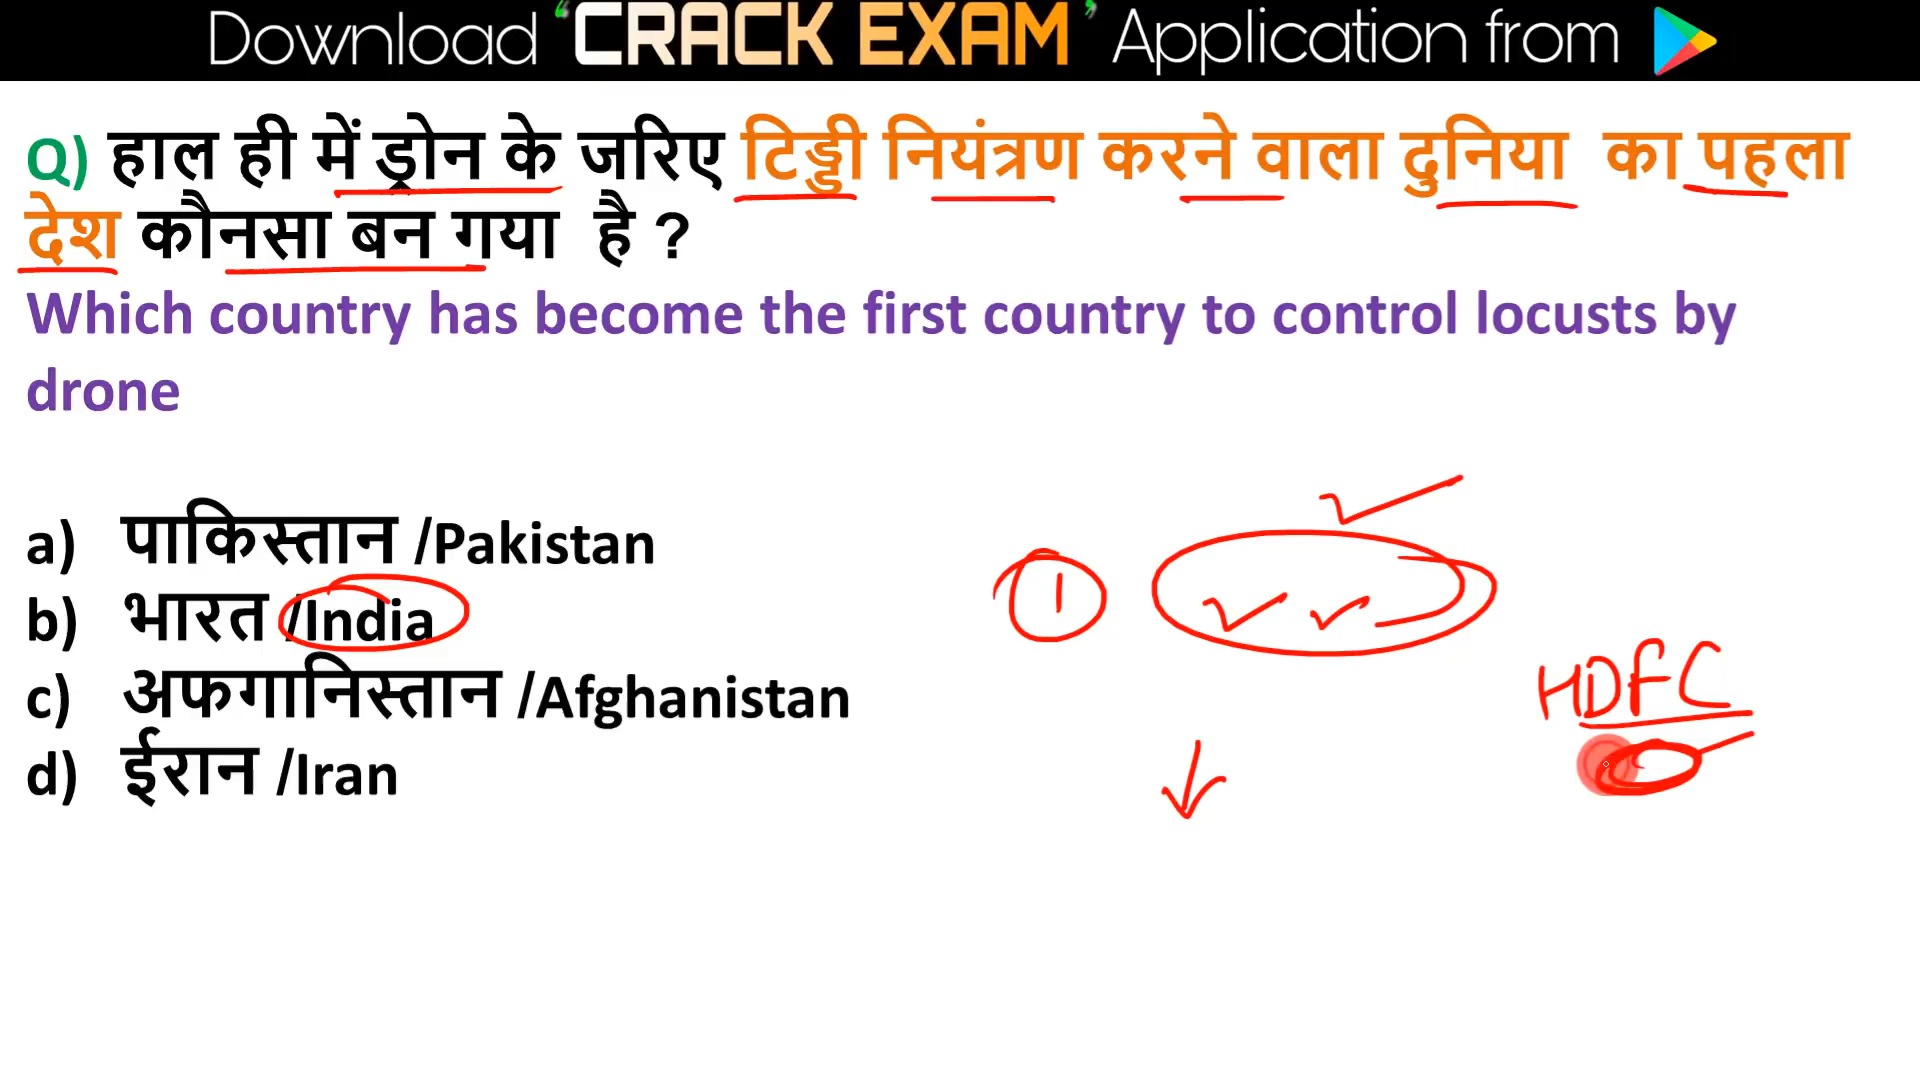 Download ‘CRACK EXAM’ Application from
Q) हाल ही में ड्रोन के जरिए टिड्डी नियंत्रण करने वाला दुनिया का पहला
देश कौनसा बन गया है ?
Which country has become the first country to control locusts by
drone
a) पाकिस्तान /Pakistan
b) भारत /India
c) अफगानिस्तान /Afghanistan
d) ईरान /Iran
1
HDFC